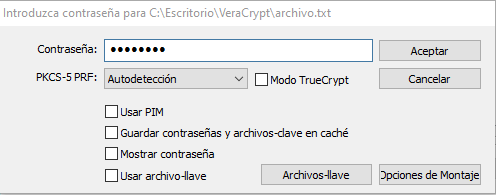 Introduzca contraseña para C:\Escritorio\VeraCrypt\archivo.txt
Contraseña: ●●●●●●●● Aceptar
PKCS-5 PRF: Autodetección Modo TrueCrypt Cancelar
Usar PIM
Guardar contraseñas y archivos-clave en caché
Mostrar contraseña
Usar archivo-llave Archivos-llave Opciones de Montaje